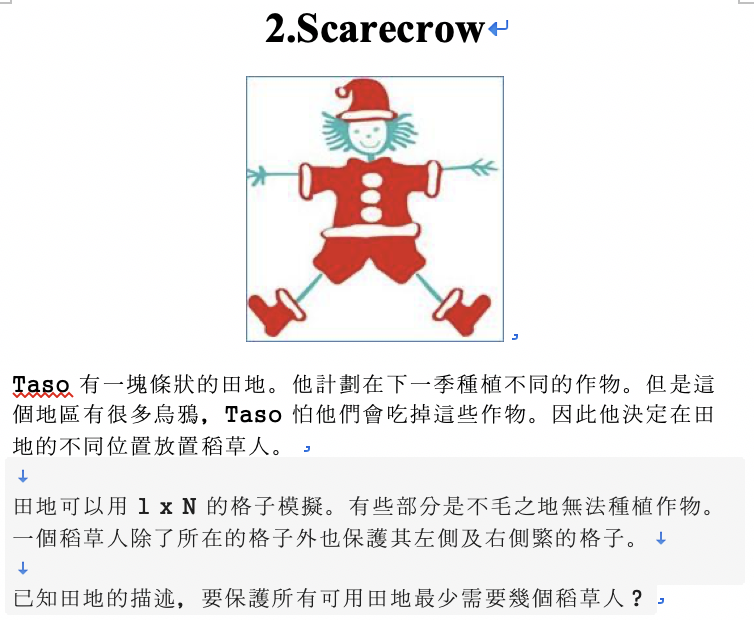 2.Scarecrow
Taso 有一塊條狀的田地。他計劃在下一季種植不同的作物。但是這
個地區有很多烏鴉，Taso 怕他們會吃掉這些作物。因此他決定在田
地的不同位置放置稻草人。
田地可以用 1 x N 的格子模擬。有些部分是不毛之地無法種植作物。
一個稻草人除了所在的格子外也保護其左側及右側緊的格子。
已知田地的描述，要保護所有可用田地最少需要幾個稻草人？